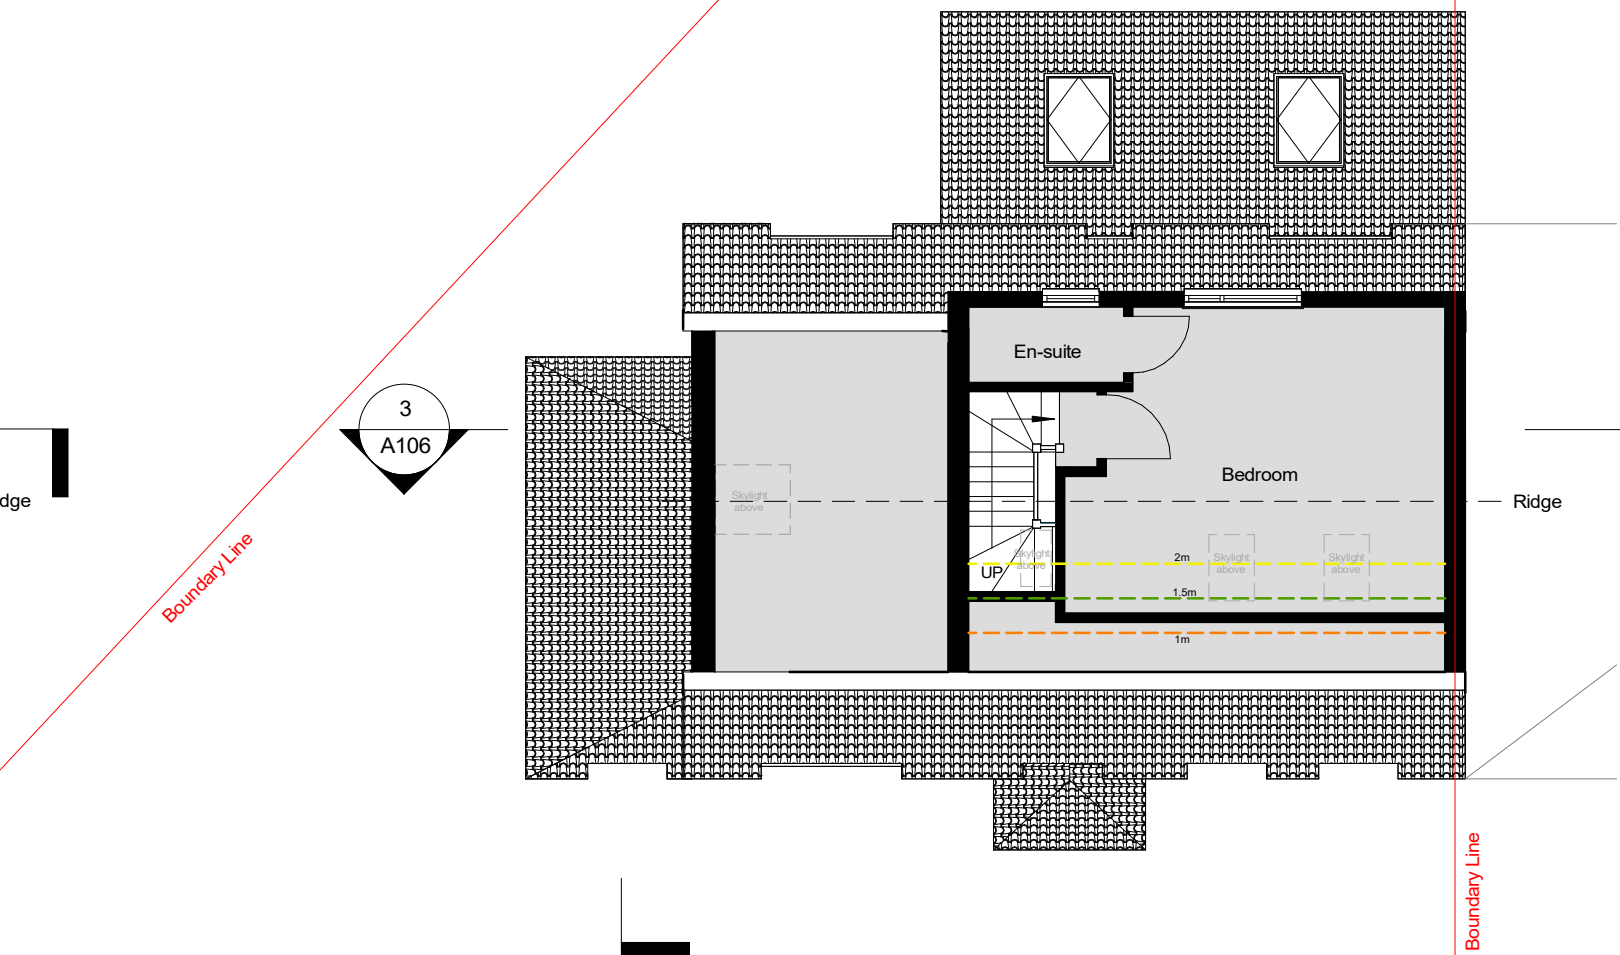 3
A106
En-suite
Bedroom
dge
Skylight
above
Ridge
Boundary Line
Skylight
above
UP
2m
Skylight
above
Skylight
above
1.5m
1m
Boundary Line